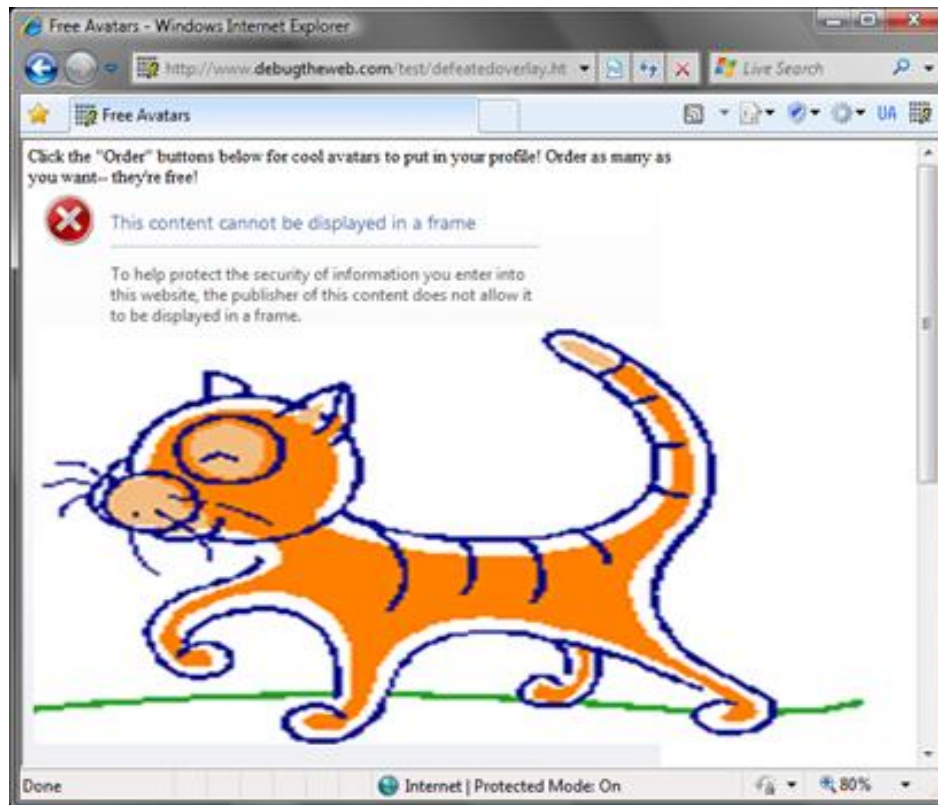 Free Avatars - Windows Internet Explorer
http://www.debugtheweb.com/test/defeatedoverlay.ht
Live Search
Free Avatars
UA
Click the "Order" buttons below for cool avatars to put in your profile! Order as many as
you want-- they're free!
This content cannot be displayed in a frame
To help protect the security of information you enter into
this website, the publisher of this content does not allow it
to be displayed in a frame.
Done
Internet | Protected Mode: On
80%